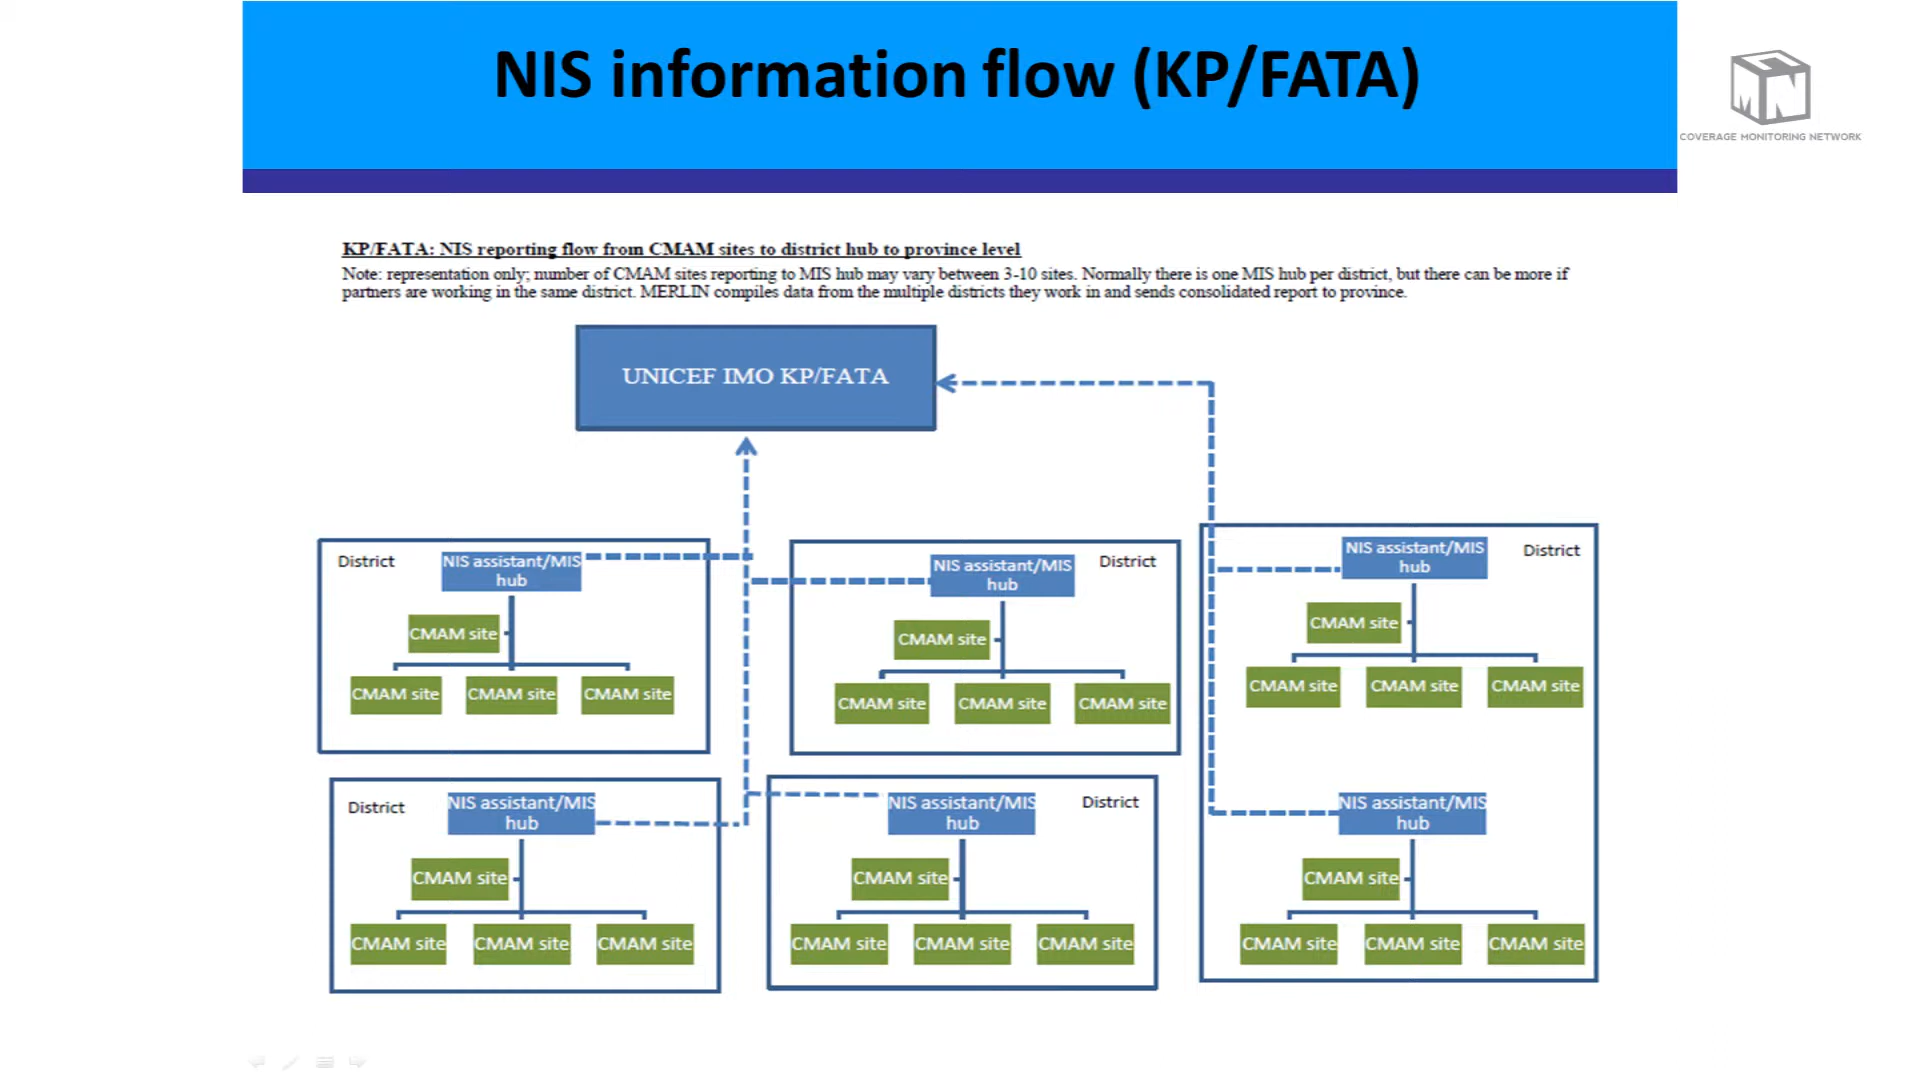 NIS information flow (KP/FATA)
COVERAGE MONITORING NETWORK
KP/FATA: NIS reporting flow from CMAM sites to district hub to province level
Note: representation only; number of CMAM sites reporting to MIS hub may vary between 3-10 sites. Normally there is one MIS hub per district, but there can be more if
partners are working in the same district. MERLIN compiles data from the multiple districts they work in and sends consolidated report to province.
UNICEF IMO KP/FATA
District
NIS assistant/MIS
hub
CMAM site
CMAM site
CMAM site
CMAM site
NIS assistant/MIS
hub
District
CMAM site
CMAM site
CMAM site
CMAM site
NIS assistant/MIS
hub
District
CMAM site
CMAM site
CMAM site
CMAM site
District
NIS assistant/MIS
hub
CMAM site
CMAM site
CMAM site
CMAM site
NIS assistant/MIS
hub
District
CMAM site
CMAM site
CMAM site
CMAM site
NIS assistant/MIS
hub
CMAM site
CMAM site
CMAM site
CMAM site